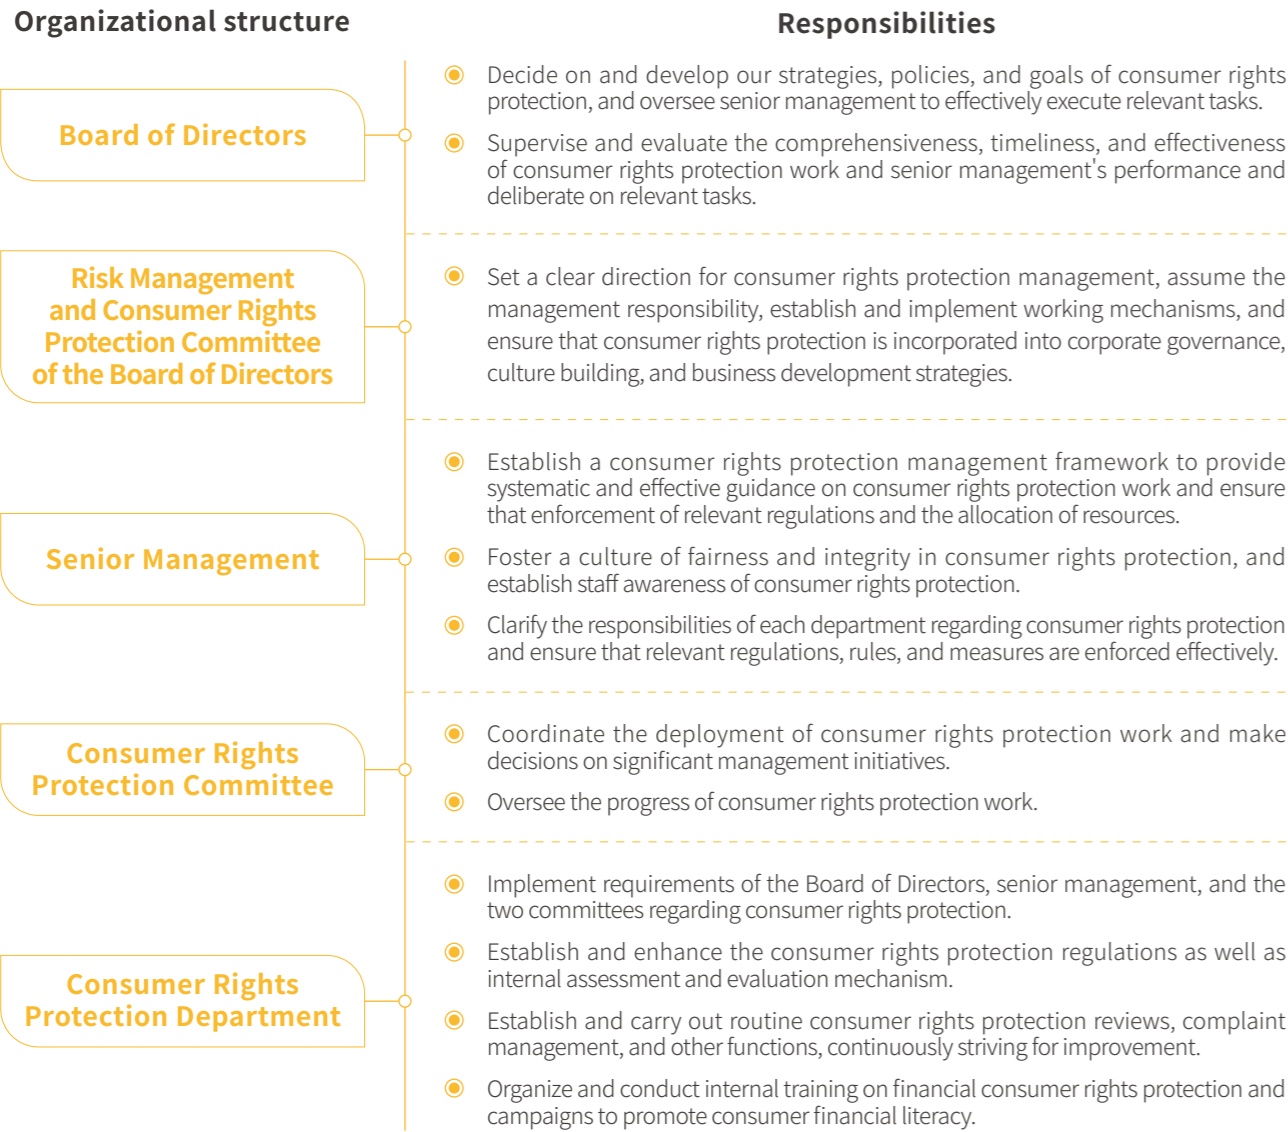 Organizational structure
Responsibilities
Board of Directors
Decide on and develop our strategies, policies, and goals of consumer rights
protection, and oversee senior management to effectively execute relevant tasks.
Supervise and evaluate the comprehensiveness, timeliness, and effectiveness
of consumer rights protection work and senior management's performance and
deliberate on relevant tasks.
Risk Management
and Consumer Rights
Protection Committee
of the Board of Directors
Set a clear direction for consumer rights protection management, assume the
management responsibility, establish and implement working mechanisms, and
ensure that consumer rights protection is incorporated into corporate governance,
culture building, and business development strategies.
Senior Management
Establish a consumer rights protection management framework to provide
systematic and effective guidance on consumer rights protection work and ensure
that enforcement of relevant regulations and the allocation of resources.
Foster a culture of fairness and integrity in consumer rights protection, and
establish staff awareness of consumer rights protection.
Clarify the responsibilities of each department regarding consumer rights protection
and ensure that relevant regulations, rules, and measures are enforced effectively.
Consumer Rights
Protection Committee
Coordinate the deployment of consumer rights protection work and make
decisions on significant management initiatives.
Oversee the progress of consumer rights protection work.
Consumer Rights
Protection Department
Implement requirements of the Board of Directors, senior management, and the
two committees regarding consumer rights protection.
Establish and enhance the consumer rights protection regulations as well as
internal assessment and evaluation mechanism.
Establish and carry out routine consumer rights protection reviews, complaint
management, and other functions, continuously striving for improvement.
Organize and conduct internal training on financial consumer rights protection and
campaigns to promote consumer financial literacy.